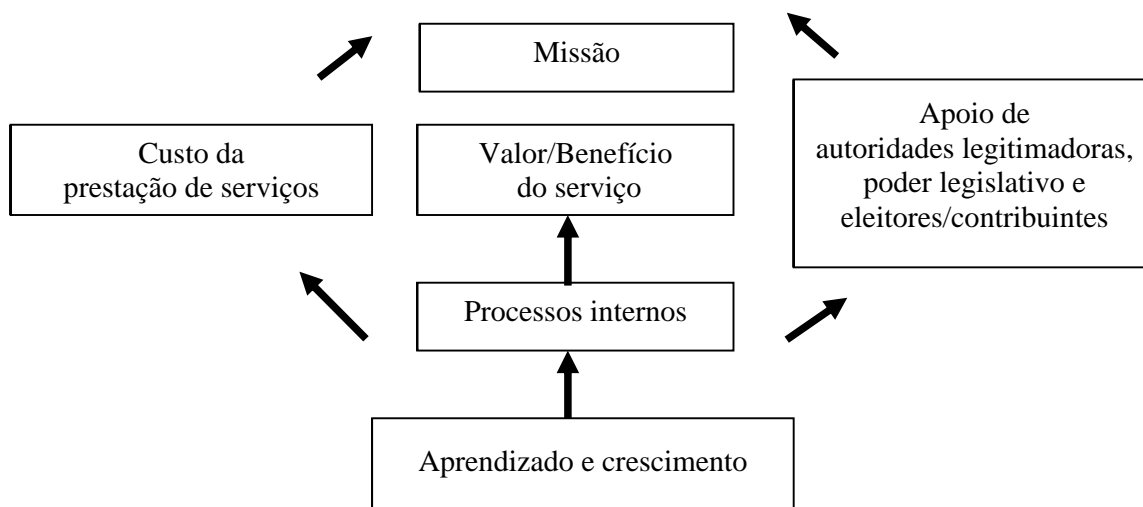 Missão
Custo da
prestação de serviços
Valor/Benefício
do serviço
Apoio de
autoridades legitimadoras,
poder legislativo e
eleitores/contribuintes
Processos internos
Aprendizado e crescimento